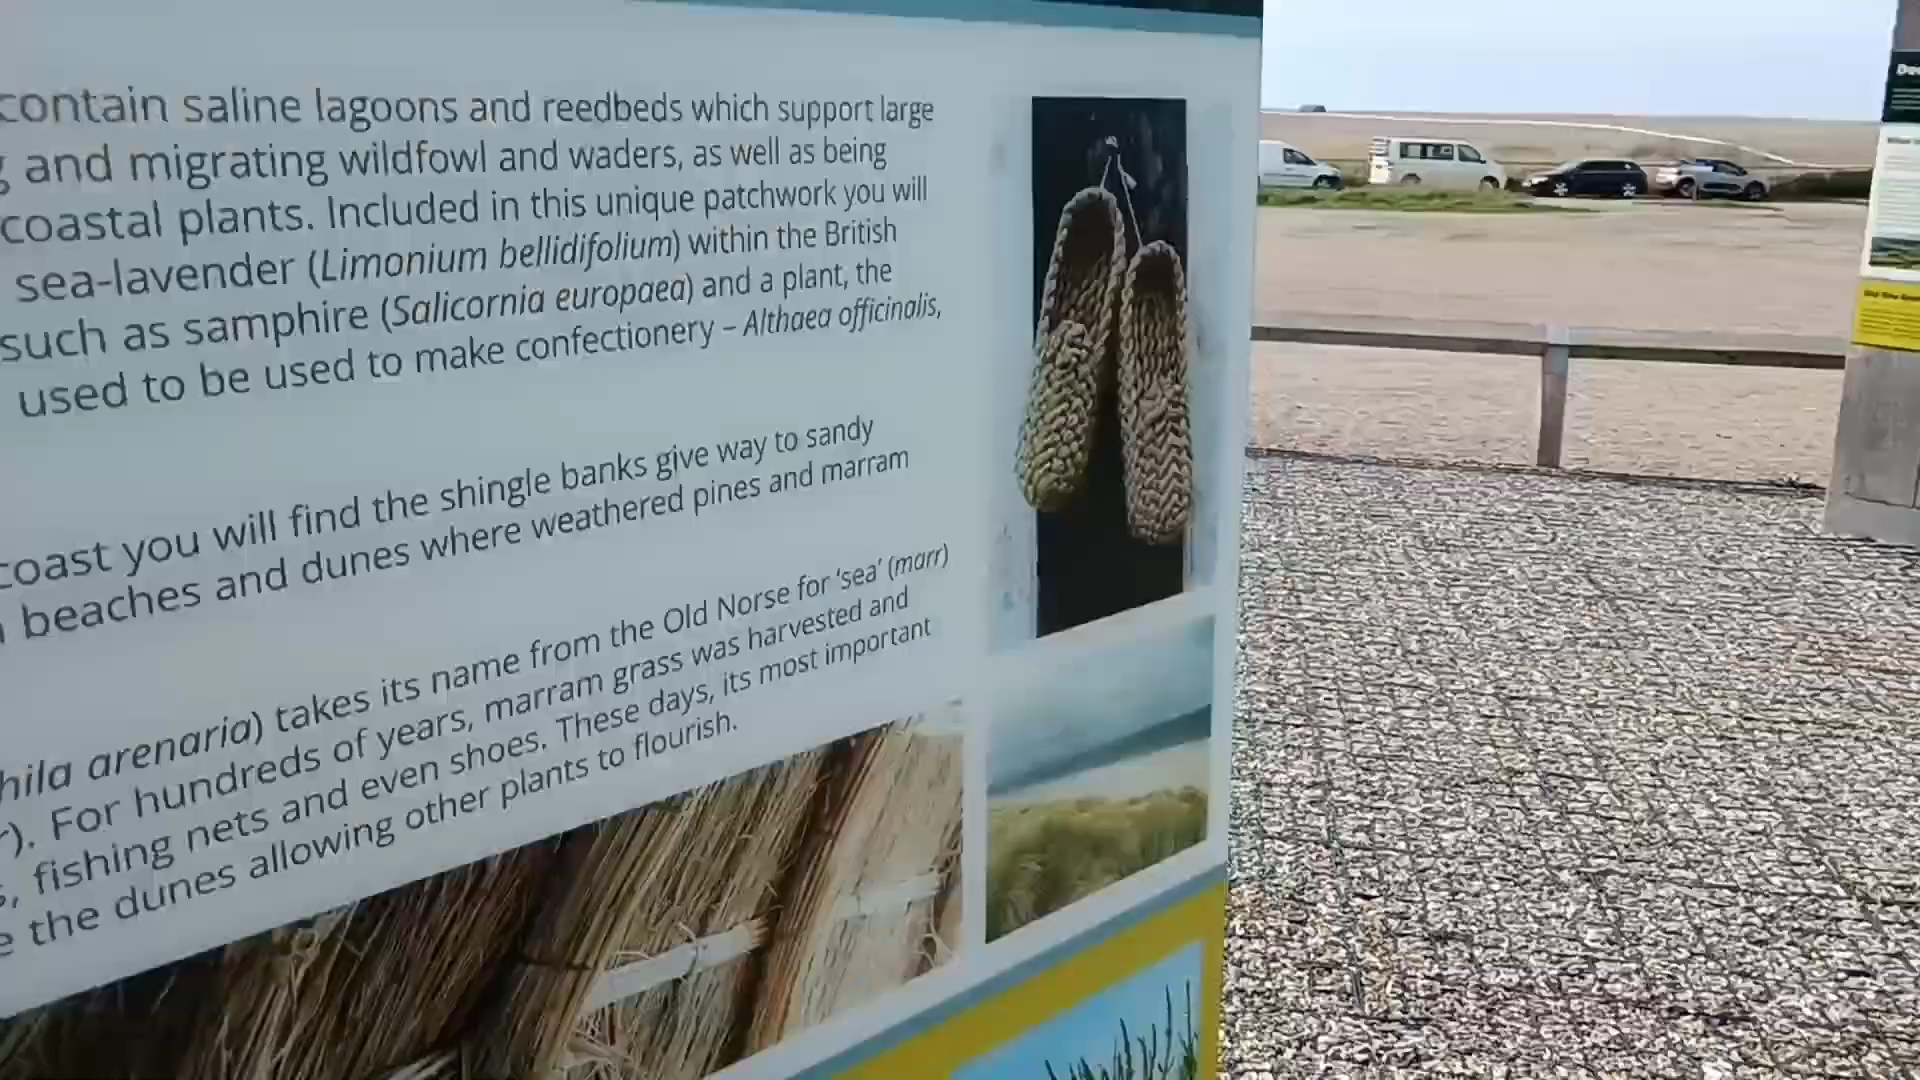 contain saline lagoons and reedbeds which support large
and migrating wildfowl and waders, as well as being
coastal plants. Included in this unique patchwork you will
sea-lavender (Limonium bellidifolium) within the British
such as samphire (Salicornia europaea) and a plant, the
used to be used to make confectionery – Althaea officinalis,
coast you will find the shingle banks give way to sandy
beaches and dunes where weathered pines and marram
hila arenaria) takes its name from the Old Norse for 'sea' (marr)
). For hundreds of years, marram grass was harvested and
, fishing nets and even shoes. These days, its most important
the dunes allowing other plants to flourish.